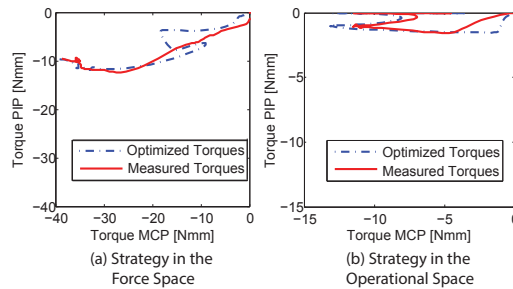 0
−10
−20
−30
−40
Torque PIP [Nmm]
Optimized Torques
Measured Torques
−40 −30 −20 −10 0
Torque MCP [Nmm]
(a) Strategy in the
Force Space
0
−5
−10
−15
Torque PIP [Nmm]
Optimized Torques
Measured Torques
−15 −10 −5 0
Torque MCP [Nmm]
(b) Strategy in the
Operational Space